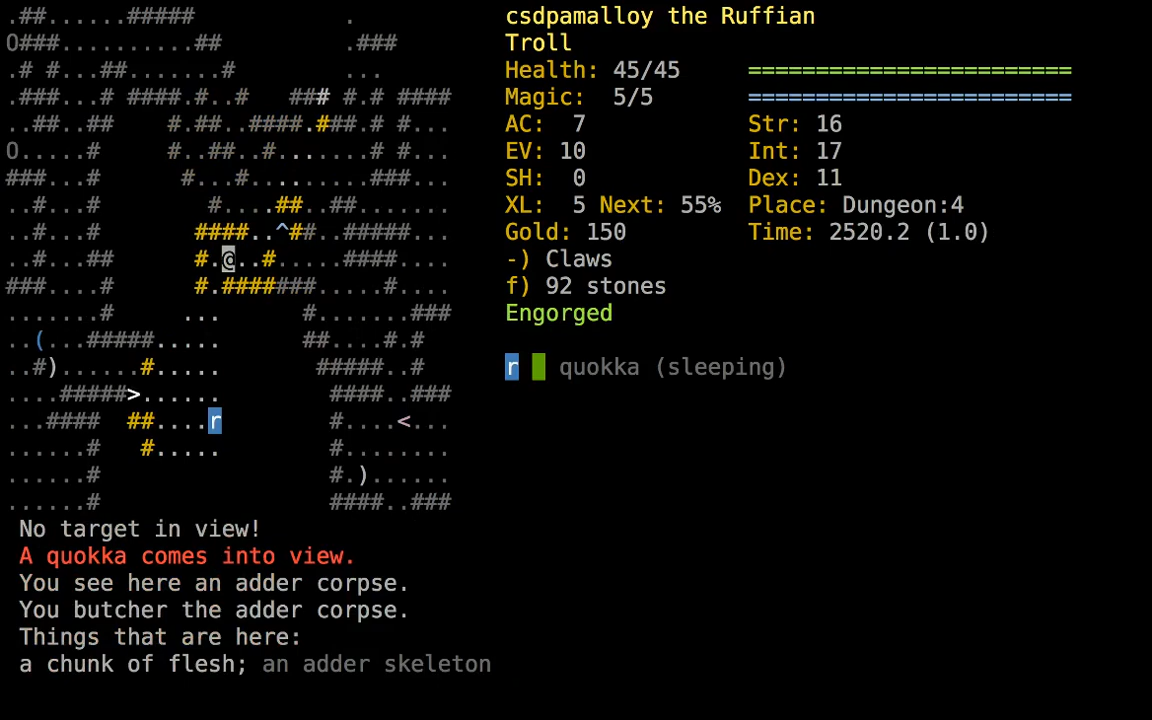 .##......#####           .       csdpamalloy the Ruffian
O###..........##         .###    Troll
.# #...##.......#        ...     Health: 45/45     ========================
.###...# ####.#..#   ### #.# #### Magic:  5/5      ========================
..##..##    #.##..####.###.# #... AC:  7            Str: 16
O.....#     #..##..#.......# #... EV: 10            Int: 17
###...#      #...#.........###... SH:  0            Dex: 11
..#...#        #....##..##....... XL:  5 Next: 55%  Place: Dungeon:4
..#...#       ####..^##..#####... Gold: 150         Time: 2520.2 (1.0)
..#...##      #.@..#.....####.... -) Claws
###...#       #.#######.....#.... f) 92 stones
.......#     ...      #.......### Engorged
..(...#####.....      ##....#.#
..#)......#.....       #####..#  r quokka (sleeping)
....#####>......        ####..###
...####  ##....r        #....<...
......#   #.....        #........
......#                 #.)......
......#                 ####..###
No target in view!
A quokka comes into view.
You see here an adder corpse.
You butcher the adder corpse.
Things that are here:
a chunk of flesh; an adder skeleton